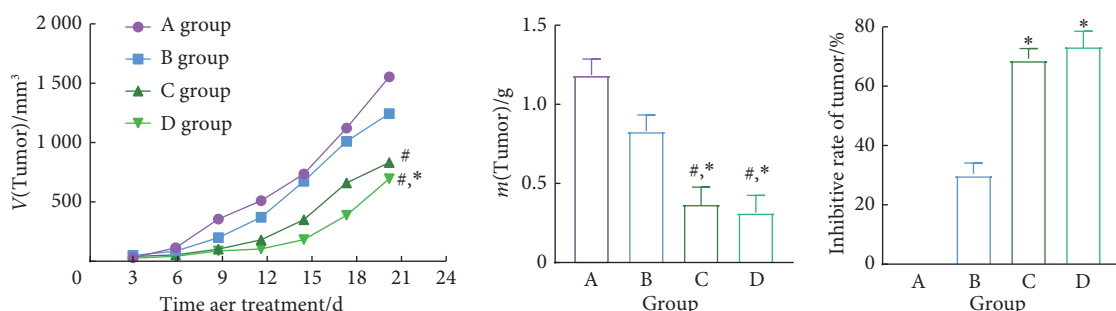 V(Tumor)/mm³
2 000
1 500
1 000
500
0
3
6
9
12
15
18
21
24
Time aer treatment/d
A group
B group
C group
D group
#
#,*
m(Tumor)/g
1.5
1.0
0.5
0
#,*
#,*
A
B
C
D
Group
Inhibitive rate of tumor/%
80
60
40
20
0
*
*
A
B
C
D
Group